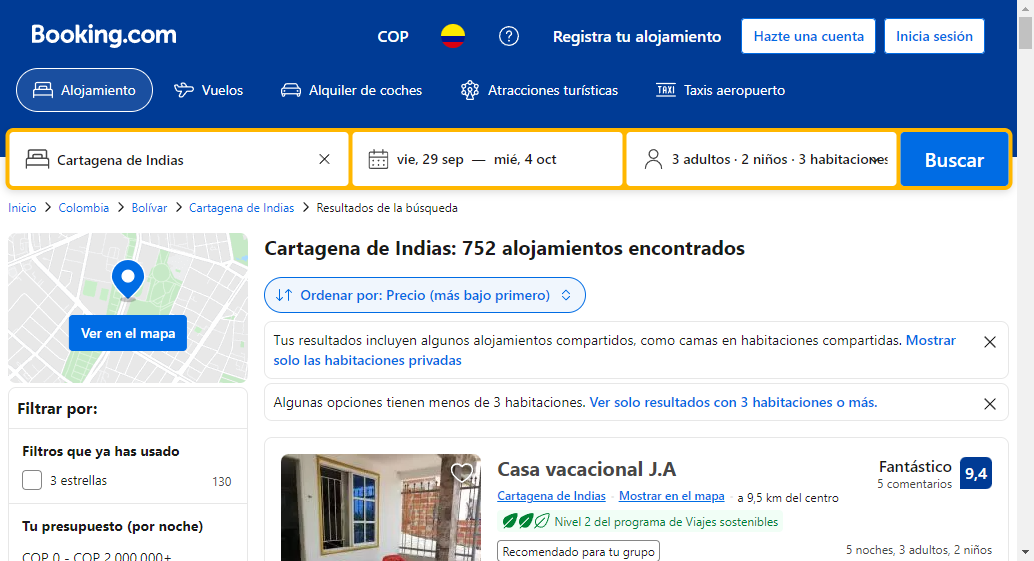 Booking.com
COP
Registra tu alojamiento
Hazte una cuenta
Inicia sesión
Alojamiento
Vuelos
Alquiler de coches
Atracciones turísticas
TAXI
Taxis aeropuerto
Cartagena de Indias
vie, 29 sep — mié, 4 oct
3 adultos · 2 niños · 3 habitaciones
Buscar
Inicio > Colombia > Bolívar > Cartagena de Indias > Resultados de la búsqueda
Ver en el mapa
Filtrar por:
Filtros que ya has usado
3 estrellas 130
Tu presupuesto (por noche)
COP 0 - COP 2.000.000+
Cartagena de Indias: 752 alojamientos encontrados
Ordenar por: Precio (más bajo primero)
Tus resultados incluyen algunos alojamientos compartidos, como camas en habitaciones compartidas. Mostrar
solo las habitaciones privadas
Algunas opciones tienen menos de 3 habitaciones. Ver solo resultados con 3 habitaciones o más.
Casa vacacional J.A
Fantástico
5 comentarios
9,4
Cartagena de Indias · Mostrar en el mapa · a 9,5 km del centro
Nivel 2 del programa de Viajes sostenibles
Recomendado para tu grupo
5 noches, 3 adultos, 2 niños